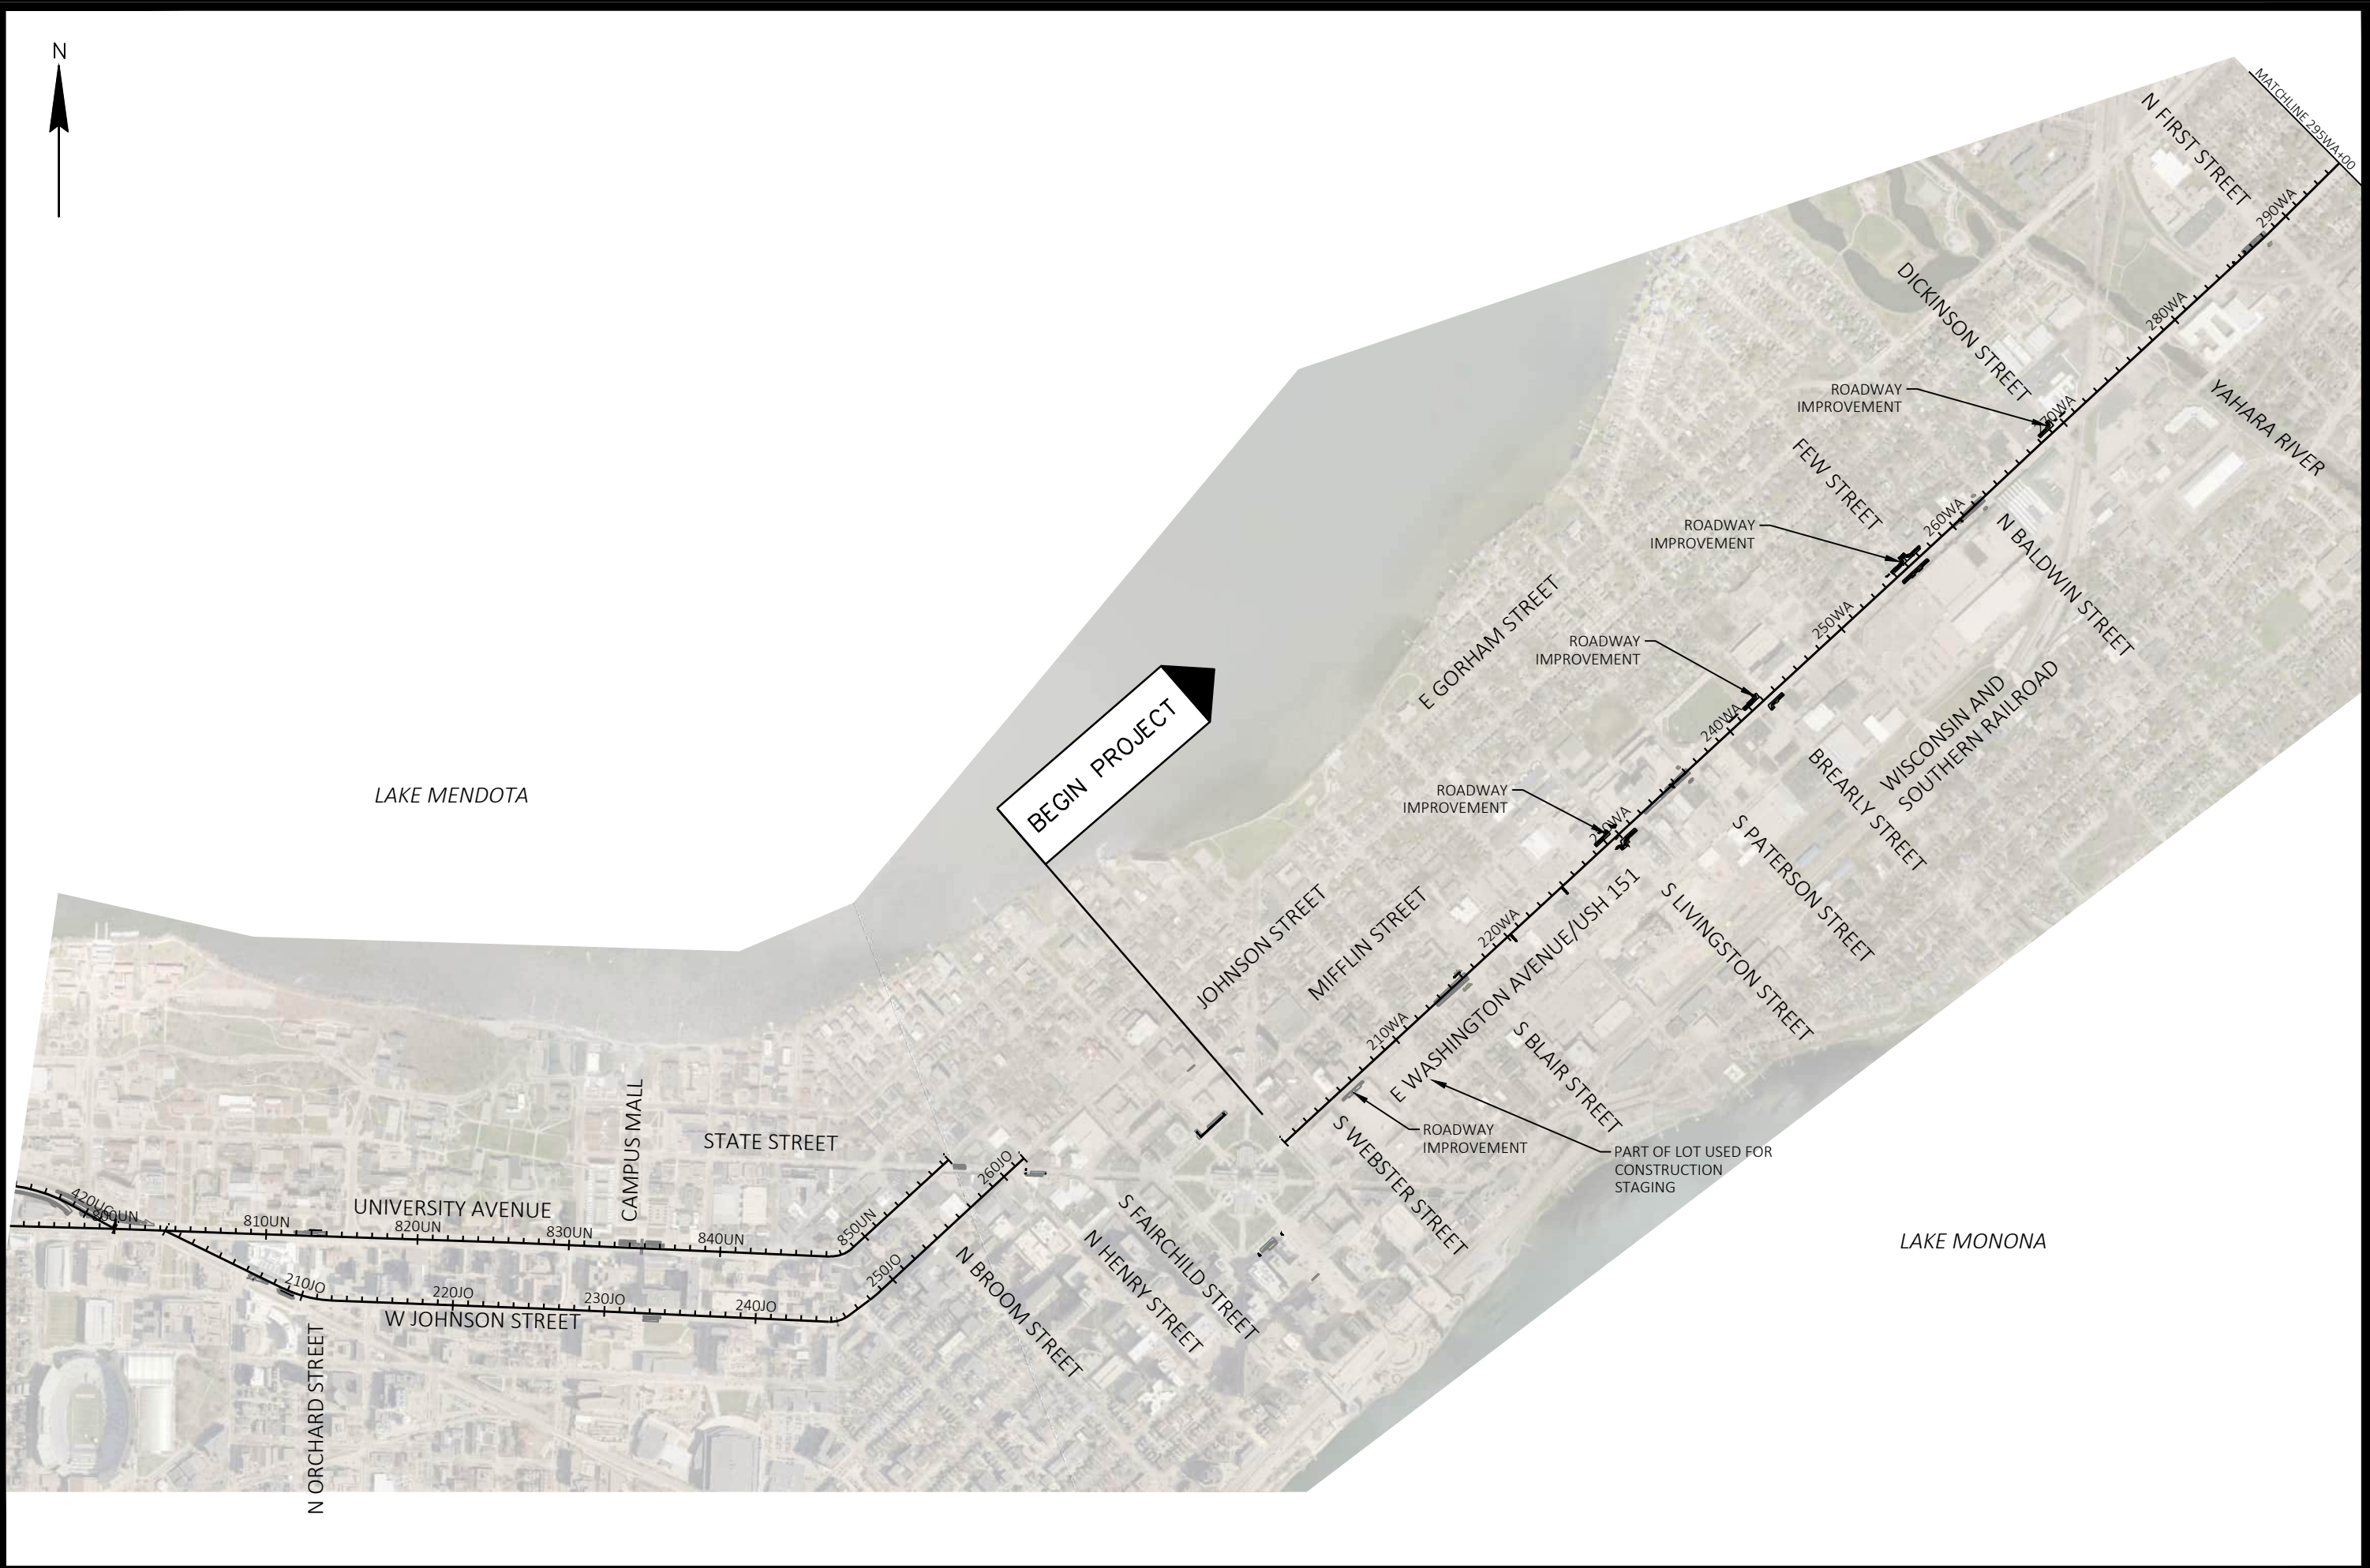 N
MATCHLINE 295WA+00
N FIRST STREET
290WA
DICKINSON STREET
280WA
ROADWAY
IMPROVEMENT
270WA
YAHARA RIVER
FEW STREET
ROADWAY
IMPROVEMENT
260WA
N BALDWIN STREET
E GORHAM STREET
250WA
ROADWAY
IMPROVEMENT
240WA
WISCONSIN AND
SOUTHERN RAILROAD
BEGIN PROJECT
BREARLY STREET
LAKE MENDOTA
ROADWAY
IMPROVEMENT
230WA
S PATERSON STREET
JOHNSON STREET
MIFFLIN STREET
220WA
E WASHINGTON AVENUE/USH 151
S LIVINGSTON STREET
210WA
S BLAIR STREET
ROADWAY
IMPROVEMENT
PART OF LOT USED FOR
CONSTRUCTION
STAGING
S WEBSTER STREET
LAKE MONONA
CAMPUS MALL
STATE STREET
260JO
420UG
800UN
810UN
UNIVERSITY AVENUE
820UN
830UN
840UN
850UN
S FAIRCHILD STREET
N HENRY STREET
N BROOM STREET
210JO
220JO
230JO
240JO
250JO
W JOHNSON STREET
N ORCHARD STREET